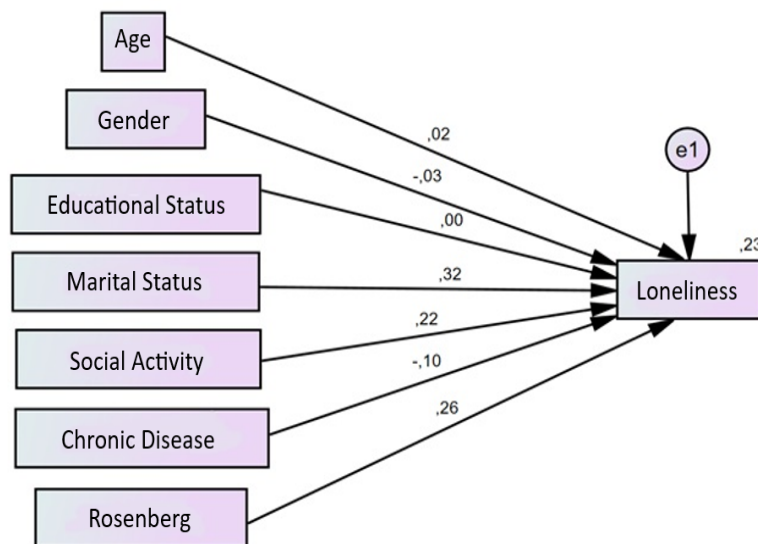 Age
Gender
Educational Status
Marital Status
Social Activity
Chronic Disease
Rosenberg
,02
-,03
,00
,32
,22
-,10
,26
e1
,23
Loneliness